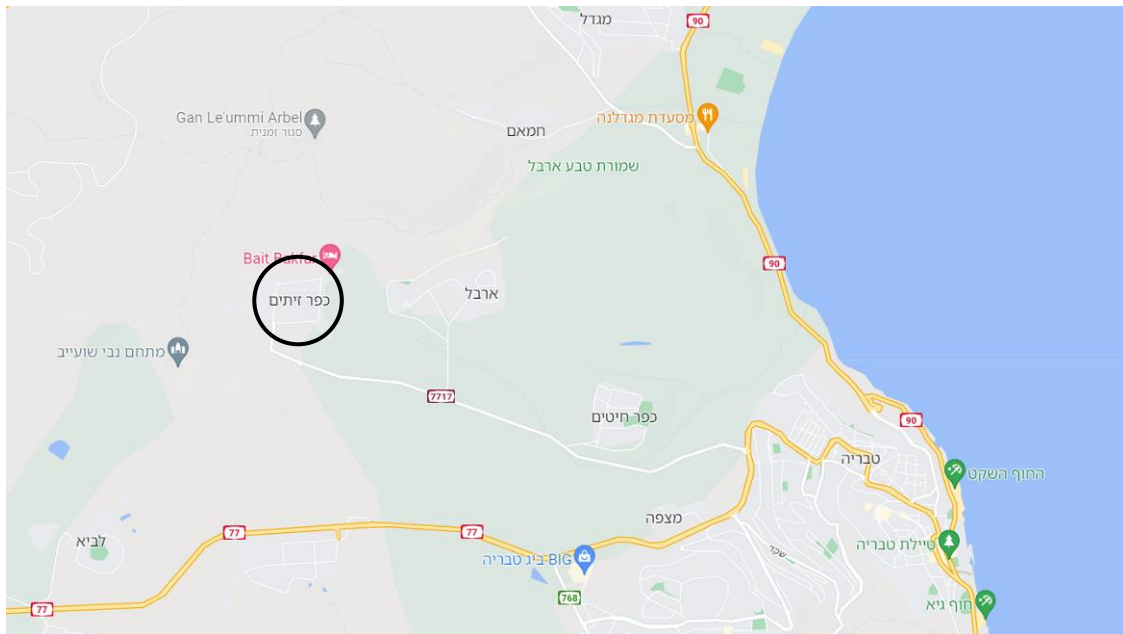 מגדל
90
Gan Le'ummi Arbel
סגור זמנית
מסעדת מגדלנה
חמאם
שמורת טבע ארבל
Bait Bakfar
90
כפר זיתים
ארבל
מתחם נבי שועייב
7717
כפר חיטים
90
טבריה
החוף השקט
מצפה
77
77
לביא
BIG ביג טבריה
שקד
טיילת טבריה
768
חוף גיא
77